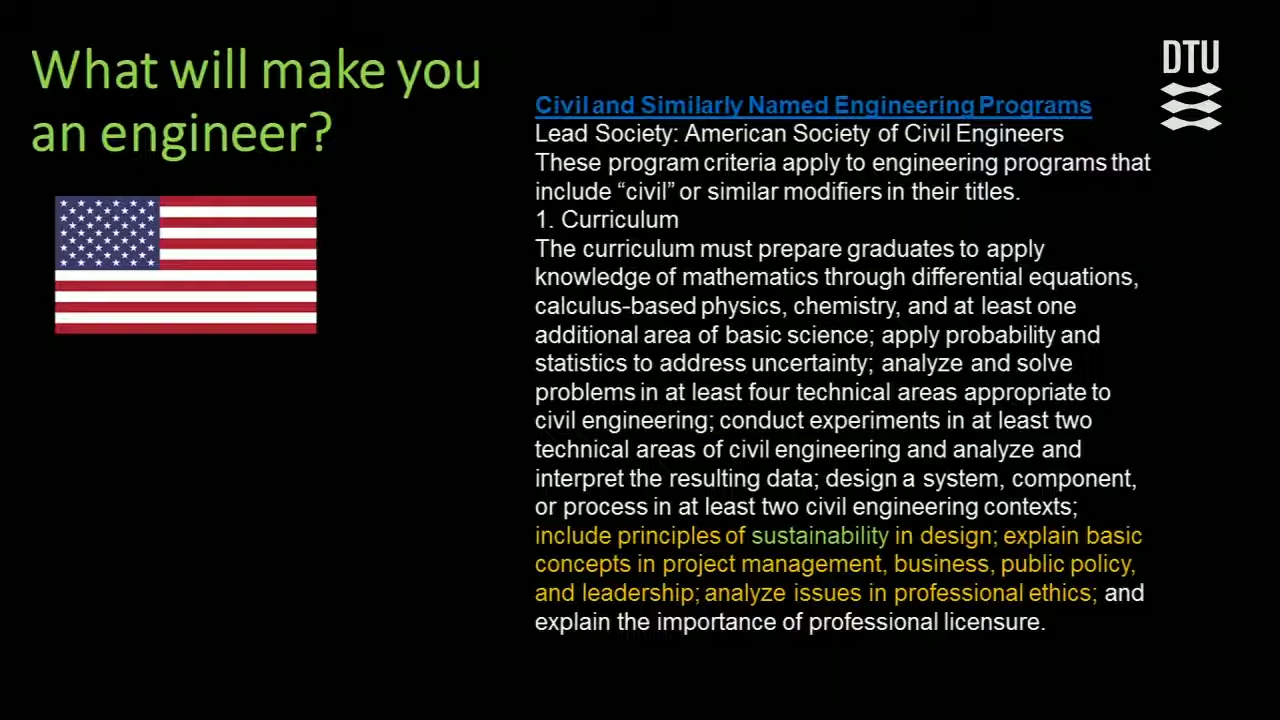 What will make you
an engineer?
DTU
Civil and Similarly Named Engineering Programs
Lead Society: American Society of Civil Engineers
These program criteria apply to engineering programs that
include “civil” or similar modifiers in their titles.
1. Curriculum
The curriculum must prepare graduates to apply
knowledge of mathematics through differential equations,
calculus-based physics, chemistry, and at least one
additional area of basic science; apply probability and
statistics to address uncertainty; analyze and solve
problems in at least four technical areas appropriate to
civil engineering; conduct experiments in at least two
technical areas of civil engineering and analyze and
interpret the resulting data; design a system, component,
or process in at least two civil engineering contexts;
include principles of sustainability in design; explain basic
concepts in project management, business, public policy,
and leadership; analyze issues in professional ethics; and
explain the importance of professional licensure.